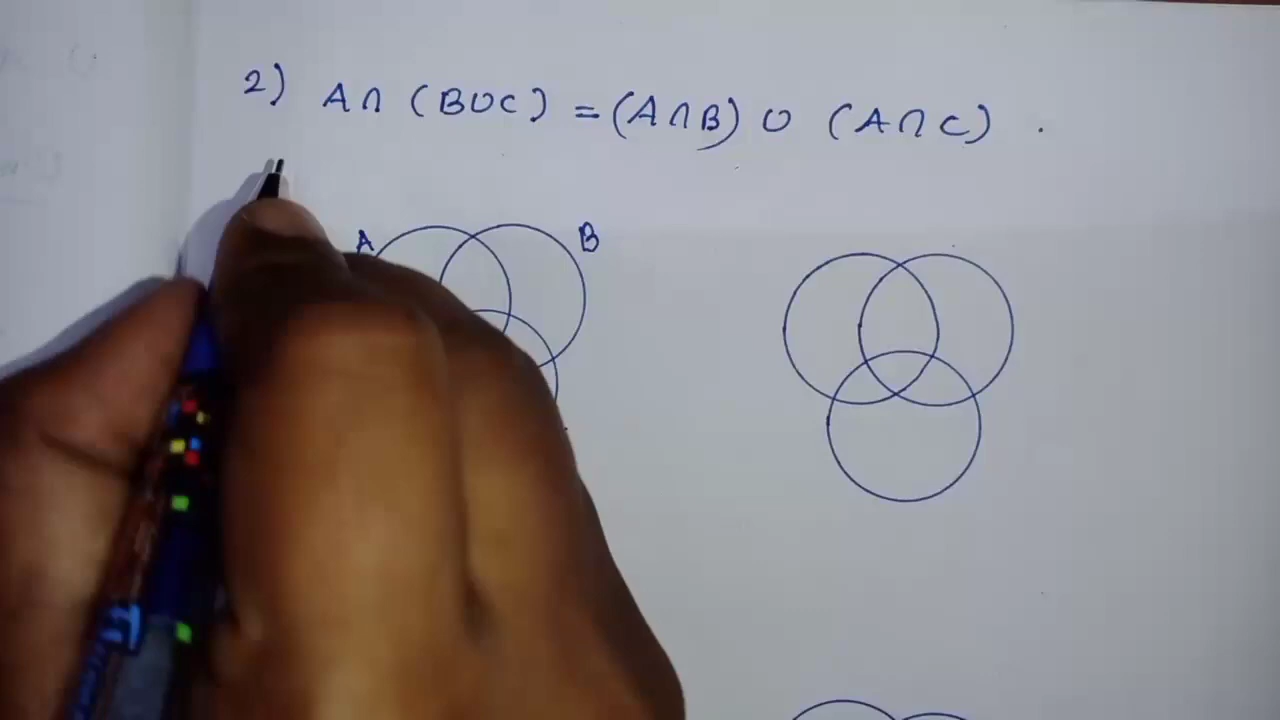 2) A∩ (B∪C) = (A∩B) ∪ (A∩C) .
A B